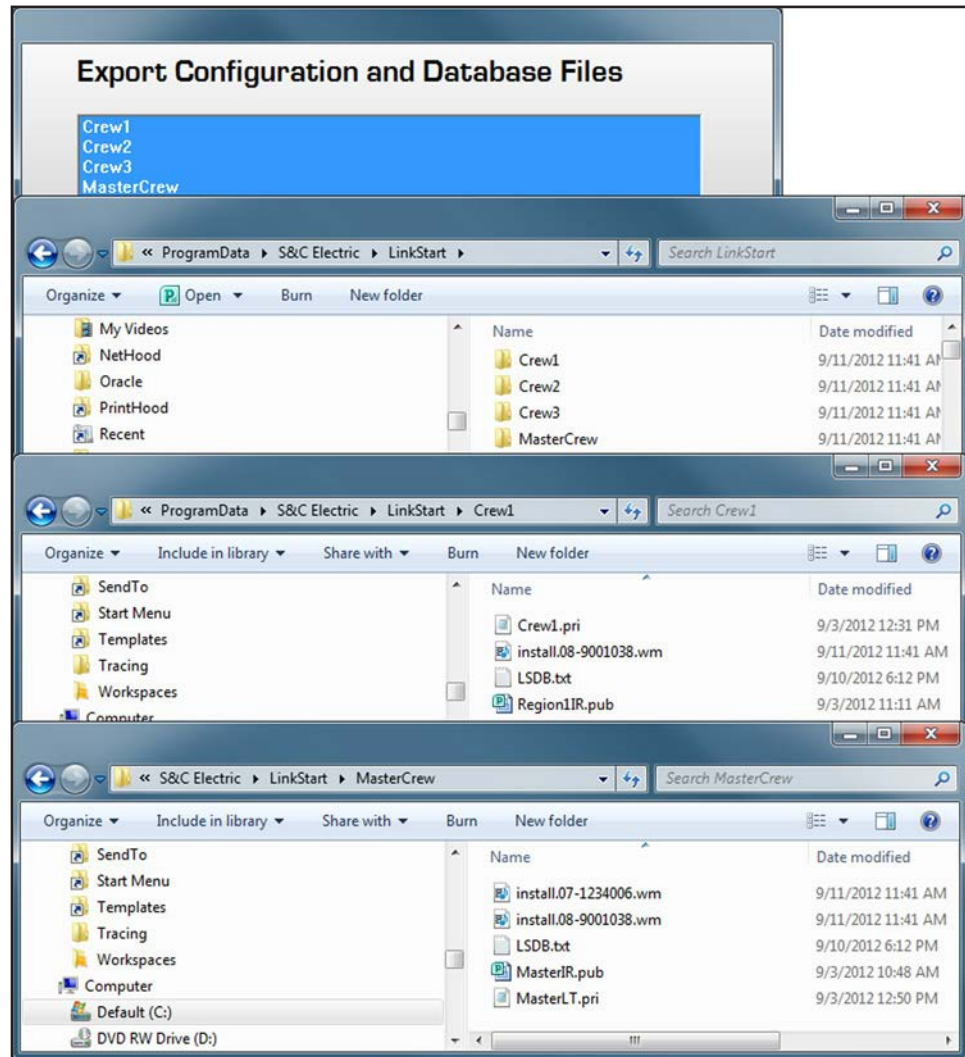 Export Configuration and Database Files
Crew1
Crew2
Crew3
MasterCrew
« ProgramData ▸ S&C Electric ▸ LinkStart ▸
Search LinkStart
Organize Open Burn New folder
My Videos
NetHood
Oracle
PrintHood
Recent
Name Date modified
Crew1 9/11/2012 11:41 AM
Crew2 9/11/2012 11:41 AM
Crew3 9/11/2012 11:41 AM
MasterCrew 9/11/2012 11:41 AM
« ProgramData ▸ S&C Electric ▸ LinkStart ▸ Crew1
Search Crew1
Organize Include in library Share with Burn New folder
SendTo
Start Menu
Templates
Tracing
Workspaces
Computer
Name Date modified
Crew1.pri 9/3/2012 12:31 PM
install.08-9001038.wm 9/11/2012 11:41 AM
LSDB.txt 9/10/2012 6:12 PM
Region1IR.pub 9/3/2012 11:11 AM
« S&C Electric ▸ LinkStart ▸ MasterCrew
Search MasterCrew
Organize Include in library Share with Burn New folder
SendTo
Start Menu
Templates
Tracing
Workspaces
Computer
Default (C:)
DVD RW Drive (D:)
Name Date modified
install.07-1234006.wm 9/11/2012 11:41 AM
install.08-9001038.wm 9/11/2012 11:41 AM
LSDB.txt 9/10/2012 6:12 PM
MasterIR.pub 9/3/2012 10:48 AM
MasterLT.pri 9/3/2012 12:50 PM